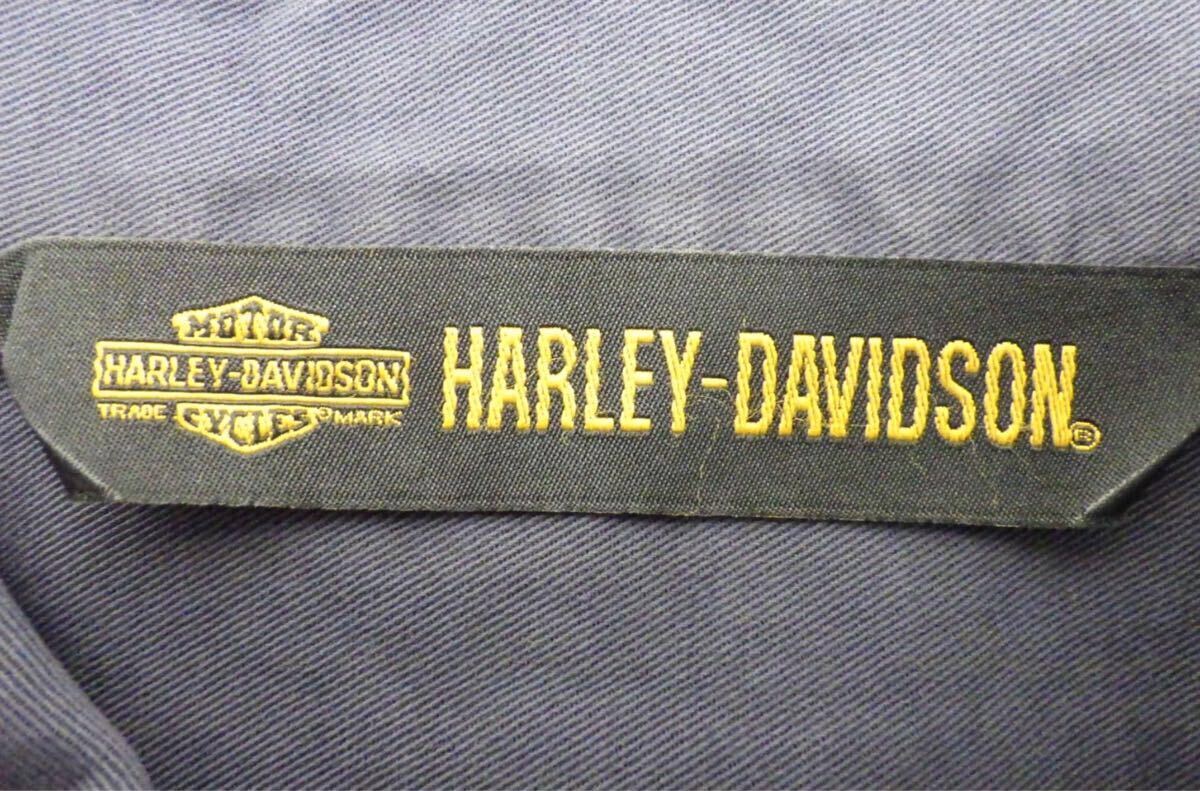 MOTOR
HARLEY-DAVIDSON
TRADE CYCLES ® MARK
HARLEY-DAVIDSON®